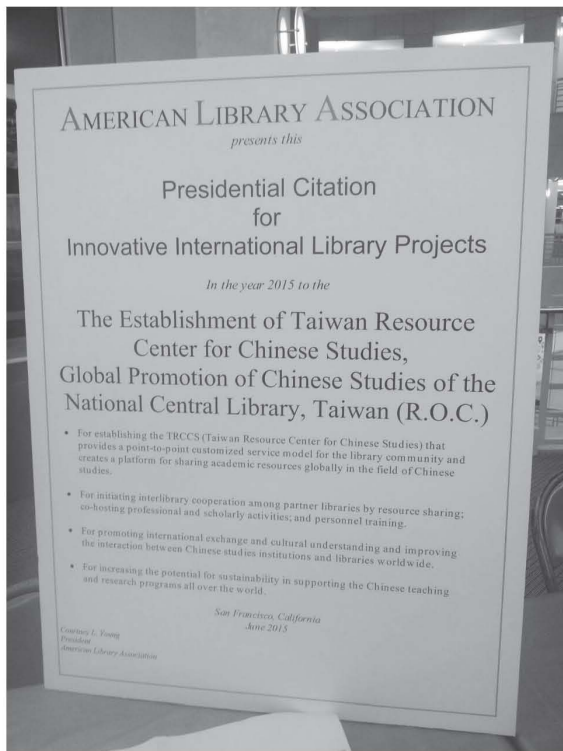 AMERICAN LIBRARY ASSOCIATION
presents this
Presidential Citation
for
Innovative International Library Projects
In the year 2015 to the
The Establishment of Taiwan Resource
Center for Chinese Studies,
Global Promotion of Chinese Studies of the
National Central Library, Taiwan (R.O.C.)
• For establishing the TRCCS (Taiwan Resource Center for Chinese Studies) that
provides a point-to-point customized service model for the library community and
creates a platform for sharing academic resources globally in the field of Chinese
studies.
• For initiating interlibrary cooperation among partner libraries by resource sharing;
co-hosting professional and scholarly activities; and personnel training.
• For promoting international exchange and cultural understanding and improving
the interaction between Chinese studies institutions and libraries worldwide.
• For increasing the potential for sustainability in supporting the Chinese teaching
and research programs all over the world.
San Francisco, California
June 2015
Courtney L. Young
President
American Library Association